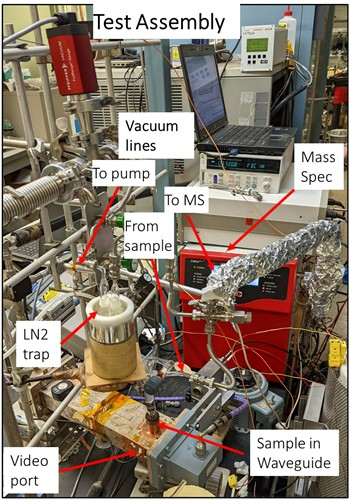 Test Assembly
Vacuum
lines
To pump
Mass
Spec
To MS
From
sample
LN2
trap
Video
port
Sample in
Waveguide